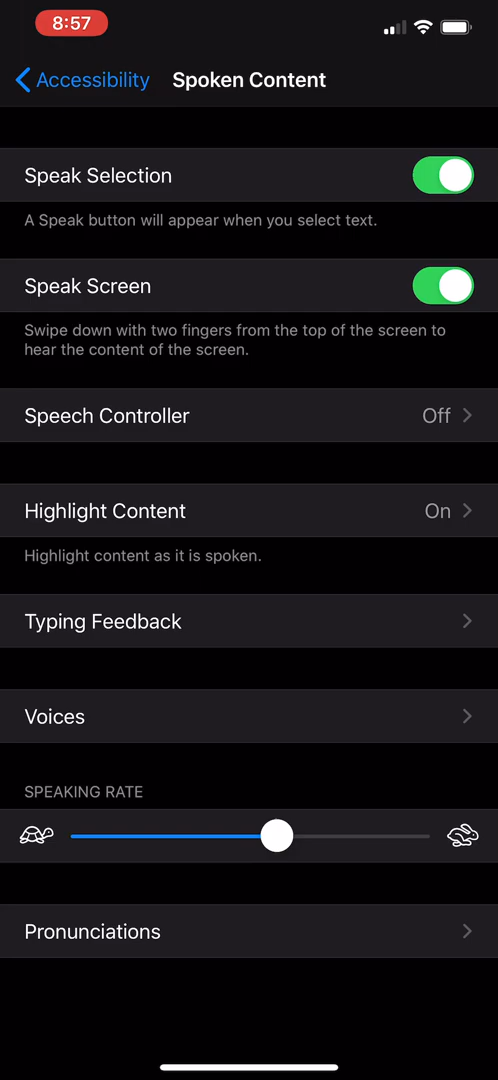 8:57
Accessibility
Spoken Content
Speak Selection
A Speak button will appear when you select text.
Speak Screen
Swipe down with two fingers from the top of the screen to
hear the content of the screen.
Speech Controller Off
Highlight Content On
Highlight content as it is spoken.
Typing Feedback
Voices
SPEAKING RATE
Pronunciations